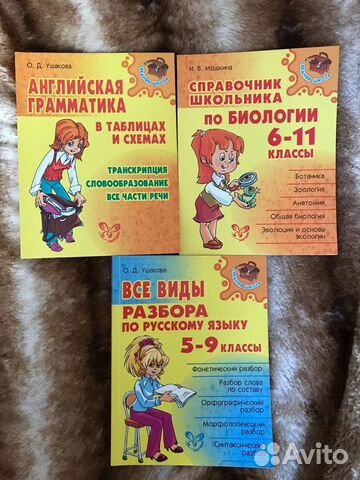 О. Д. Ушакова
АНГЛИЙСКАЯ
ГРАММАТИКА
В ТАБЛИЦАХ
И СХЕМАХ
ТРАНСКРИПЦИЯ
СЛОВООБРАЗОВАНИЕ
ВСЕ ЧАСТИ РЕЧИ
И. В. Мошкина
СПРАВОЧНИК
ШКОЛЬНИКА
ПО БИОЛОГИИ
6-11
КЛАССЫ
Ботаника
Зоология
Анатомия
Общая биология
Эволюция и основы
экологии
О. Д. Ушакова
ВСЕ ВИДЫ
РАЗБОРА
ПО РУССКОМУ ЯЗЫКУ
5-9 КЛАССЫ
Фонетический разбор
Разбор слова
по составу
Орфографический
разбор
Морфологический
разбор
Синтаксический
разбор
Avito